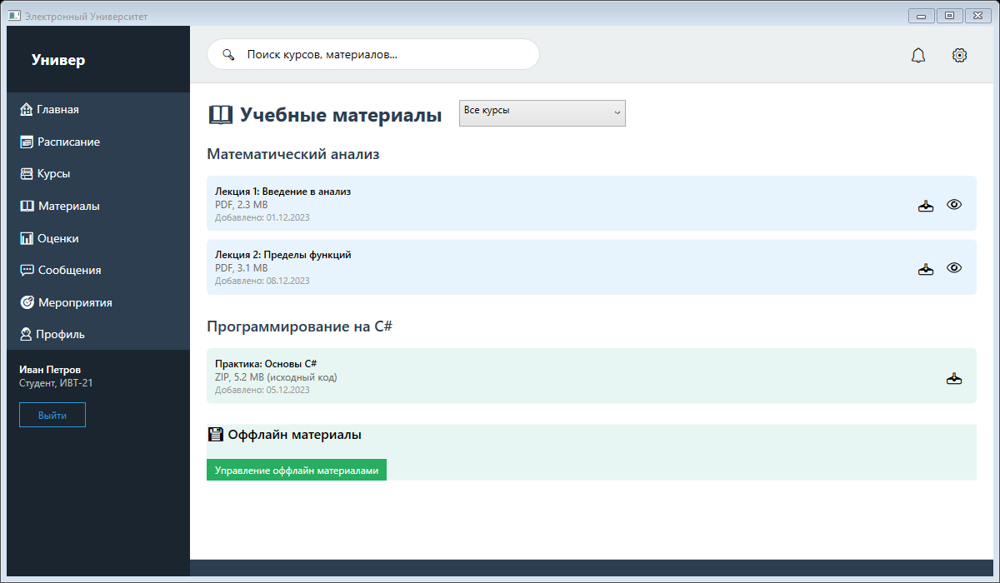 Электронный Университет
Универ
Поиск курсов, материалов...
Главная
Расписание
Курсы
Материалы
Оценки
Сообщения
Мероприятия
Профиль
Иван Петров
Студент, ИВТ-21
Выйти
Учебные материалы
Все курсы
Математический анализ
Лекция 1: Введение в анализ
PDF, 2.3 MB
Добавлено: 01.12.2023
Лекция 2: Пределы функций
PDF, 3.1 MB
Добавлено: 08.12.2023
Программирование на C#
Практика: Основы C#
ZIP, 5.2 MB (исходный код)
Добавлено: 05.12.2023
Оффлайн материалы
Управление оффлайн материалами